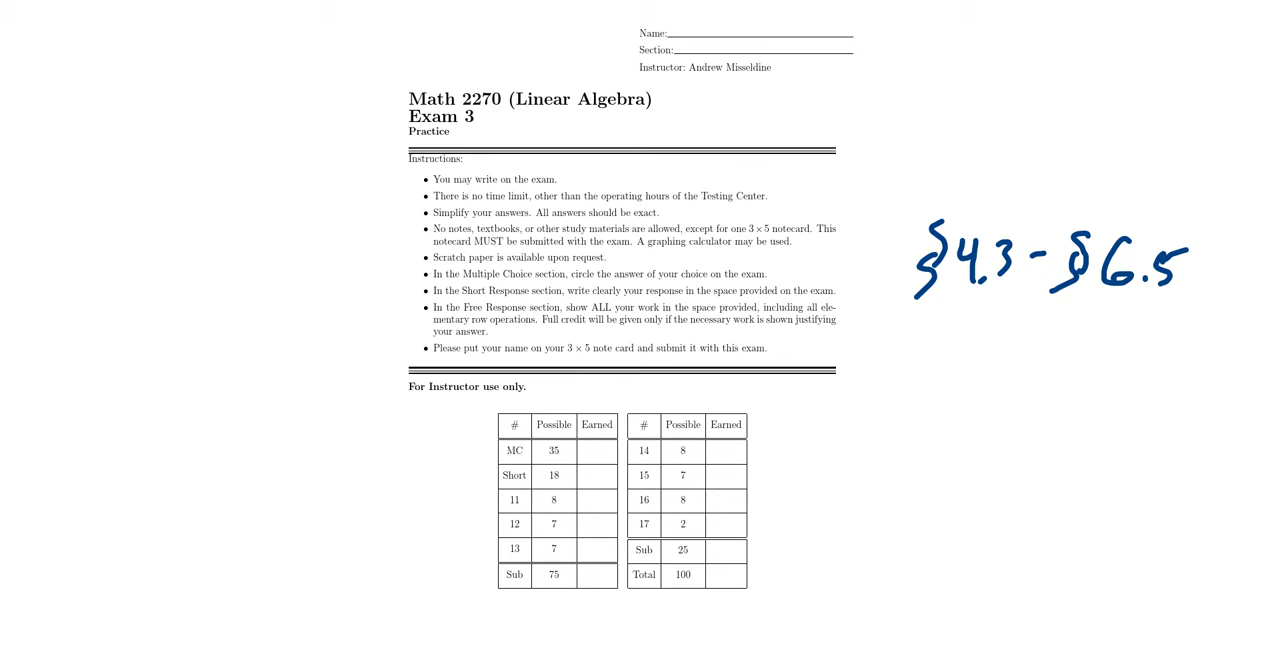 Name:
Section:
Instructor: Andrew Misseldine
Math 2270 (Linear Algebra)
Exam 3
Practice
Instructions:
• You may write on the exam.
• There is no time limit, other than the operating hours of the Testing Center.
• Simplify your answers. All answers should be exact.
• No notes, textbooks, or other study materials are allowed, except for one 3 × 5 notecard. This
notecard MUST be submitted with the exam. A graphing calculator may be used.
• Scratch paper is available upon request.
• In the Multiple Choice section, circle the answer of your choice on the exam.
• In the Short Response section, write clearly your response in the space provided on the exam.
• In the Free Response section, show ALL your work in the space provided, including all ele-
mentary row operations. Full credit will be given only if the necessary work is shown justifying
your answer.
• Please put your name on your 3 × 5 note card and submit it with this exam.
§4.3 - §6.5
For Instructor use only.
# Possible Earned # Possible Earned
MC 35 14 8
Short 18 15 7
11 8 16 8
12 7 17 2
13 7 Sub 25
Sub 75 Total 100